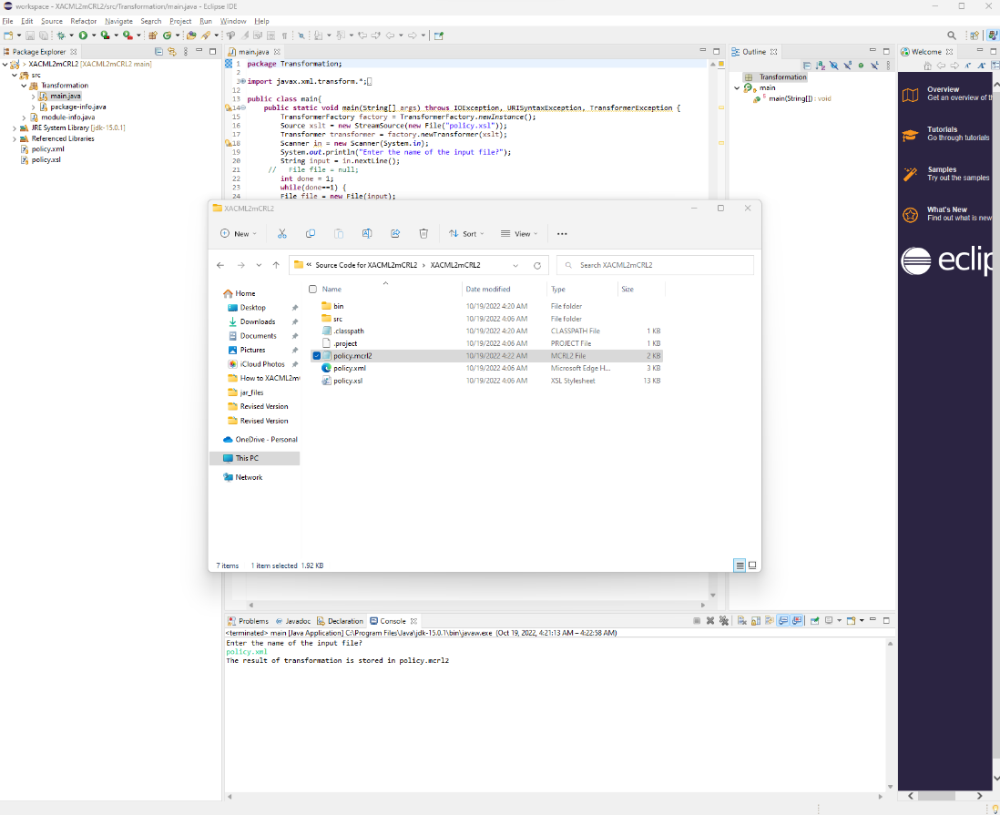 workspace - XACML2mCRL2/src/Transformation/main.java - Eclipse IDE
File Edit Source Refactor Navigate Search Project Run Window Help
Package Explorer
XACML2mCRL2 [XACML2mCRL2 main]
src
Transformation
main.java
package-info.java
module-info.java
JRE System Library [jdk-15.0.1]
Referenced Libraries
policy.xml
policy.xsl
main.java
1 package Transformation;
2
3 import javax.xml.transform.*;
12
13 public class main{
14 public static void main(String[] args) throws IOException, URISyntaxException, TransformerException {
15 TransformerFactory factory = TransformerFactory.newInstance();
16 Source xslt = new StreamSource(new File("policy.xsl"));
17 Transformer transformer = factory.newTransformer(xslt);
18 Scanner in = new Scanner(System.in);
19 System.out.println("Enter the name of the input file?");
20 String input = in.nextLine();
21 // File file = null;
22 int done = 1;
23 while(done==1) {
24 File file = new File(input);
Outline
Transformation
main
main(String[]) : void
Welcome
Overview
Get an overview of th
Tutorials
Go through tutorials
Samples
Try out the samples
What's New
Find out what is new
eclip
XACML2mCRL2
New Sort View
« Source Code for XACML2mCRL2 > XACML2mCRL2
Search XACML2mCRL2
Home
Desktop
Downloads
Documents
Pictures
iCloud Photos
How to XACML2m
jar_files
Revised Version
Revised Version
OneDrive - Personal
This PC
Network
Name Date modified Type Size
bin 10/19/2022 4:20 AM File folder
src 10/19/2022 4:06 AM File folder
.classpath 10/19/2022 4:20 AM CLASSPATH File 1 KB
.project 10/19/2022 4:06 AM PROJECT File 1 KB
policy.mcrl2 10/19/2022 4:22 AM MCRL2 File 2 KB
policy.xml 10/19/2022 4:06 AM Microsoft Edge H... 3 KB
policy.xsl 10/19/2022 4:06 AM XSL Stylesheet 13 KB
7 items 1 item selected 1.92 KB
Problems @ Javadoc Declaration Console
<terminated> main [Java Application] C:\Program Files\Java\jdk-15.0.1\bin\javaw.exe (Oct 19, 2022, 4:21:13 AM – 4:22:58 AM)
Enter the name of the input file?
policy.xml
The result of transformation is stored in policy.mcrl2